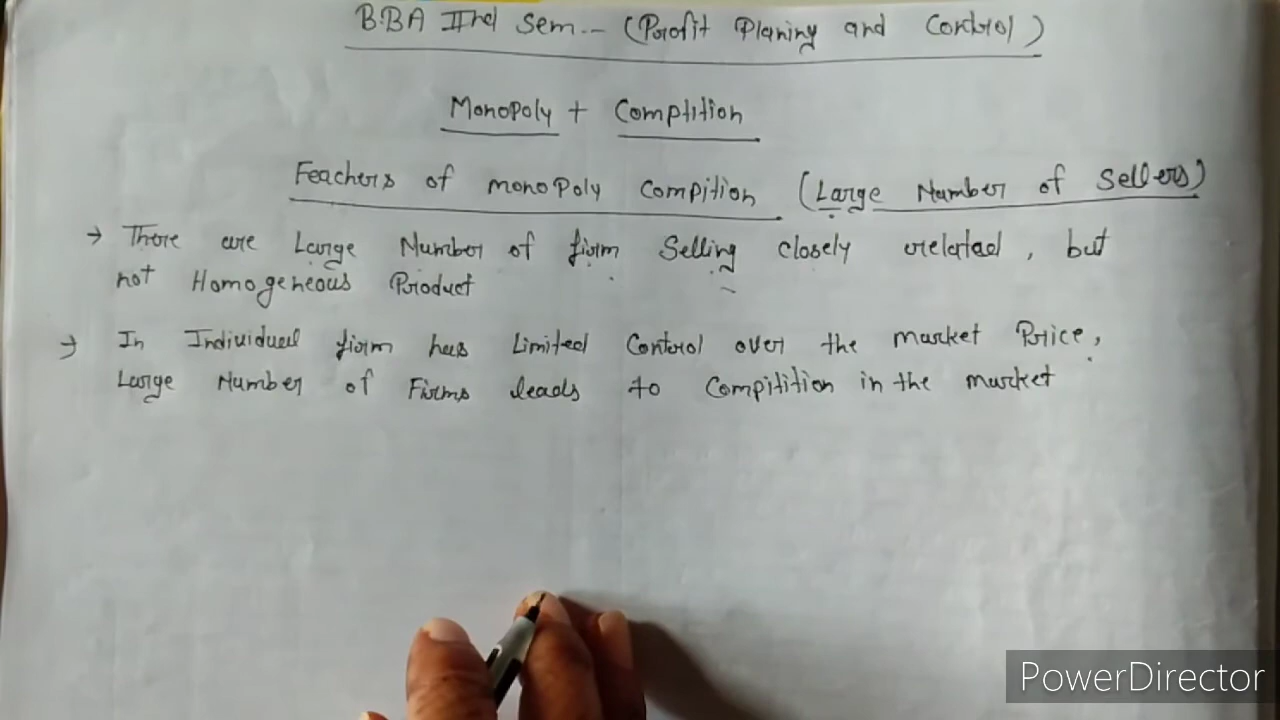 B.BA IInd Sem.- (Profit Planing and Control)
Monopoly + Comptition
Feachers of monopoly Compition (Large Number of Sellers)
→ There are Large Number of firm Selling closely related, but
not Homogeneous Product
→ In Individual firm has Limited Control over the market Price,
Large Number of Firms leads to Compitition in the market
PowerDirector